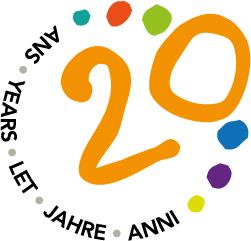 20
ANS • YEARS • LET • JAHRE • ANNI